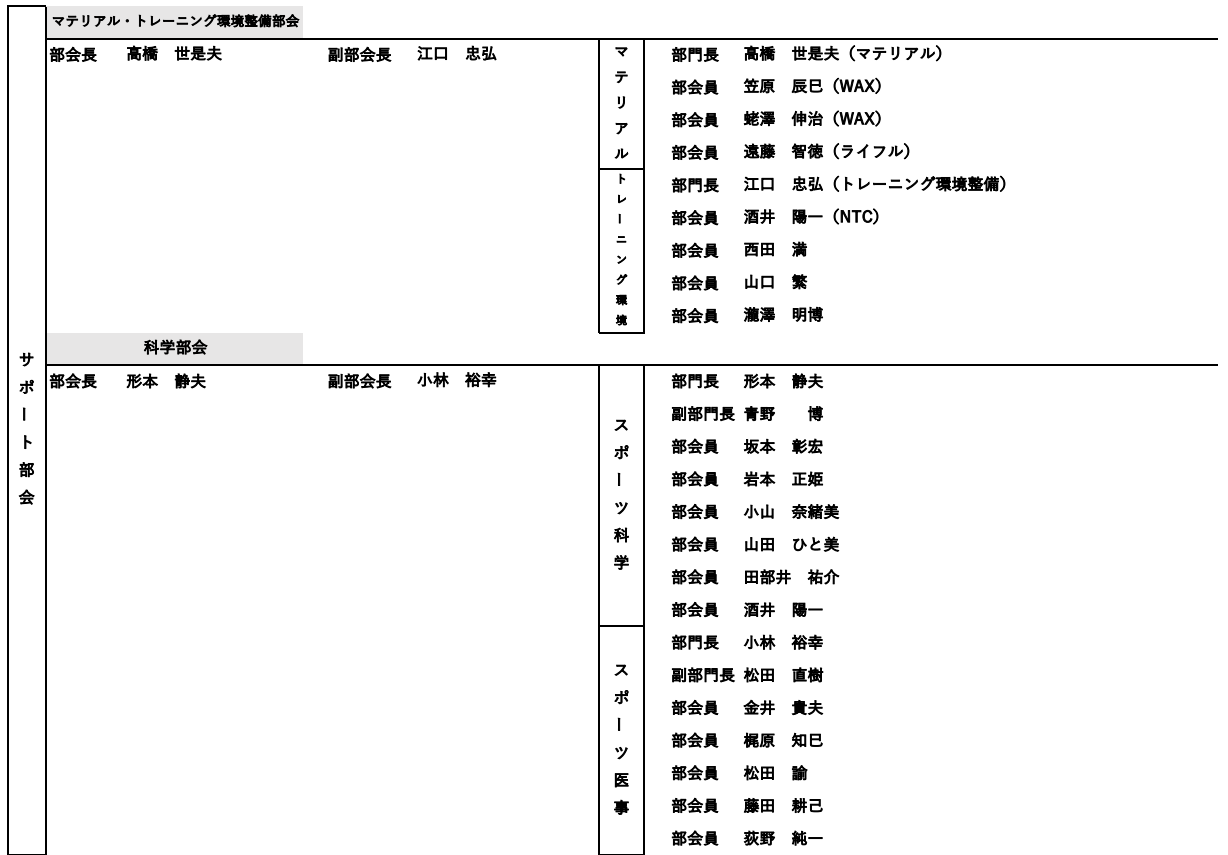 サポート部会
マテリアル・トレーニング環境整備部会
部会長　高橋　世是夫　副部会長　江口　忠弘
マテリアル
部門長　高橋　世是夫（マテリアル）
部会員　笠原　辰巳（WAX）
部会員　蛯澤　伸治（WAX）
部会員　遠藤　智徳（ライフル）
トレーニング環境
部門長　江口　忠弘（トレーニング環境整備）
部会員　酒井　陽一（NTC）
部会員　西田　満
部会員　山口　繁
部会員　瀧澤　明博
科学部会
部会長　形本　静夫　副部会長　小林　裕幸
スポーツ科学
部門長　形本　静夫
副部門長　青野　博
部会員　坂本　彰宏
部会員　岩本　正姫
部会員　小山　奈緒美
部会員　山田　ひと美
部会員　田部井　祐介
部会員　酒井　陽一
スポーツ医事
部門長　小林　裕幸
副部門長　松田　直樹
部会員　金井　貴夫
部会員　梶原　知巳
部会員　松田　諭
部会員　藤田　耕己
部会員　荻野　純一